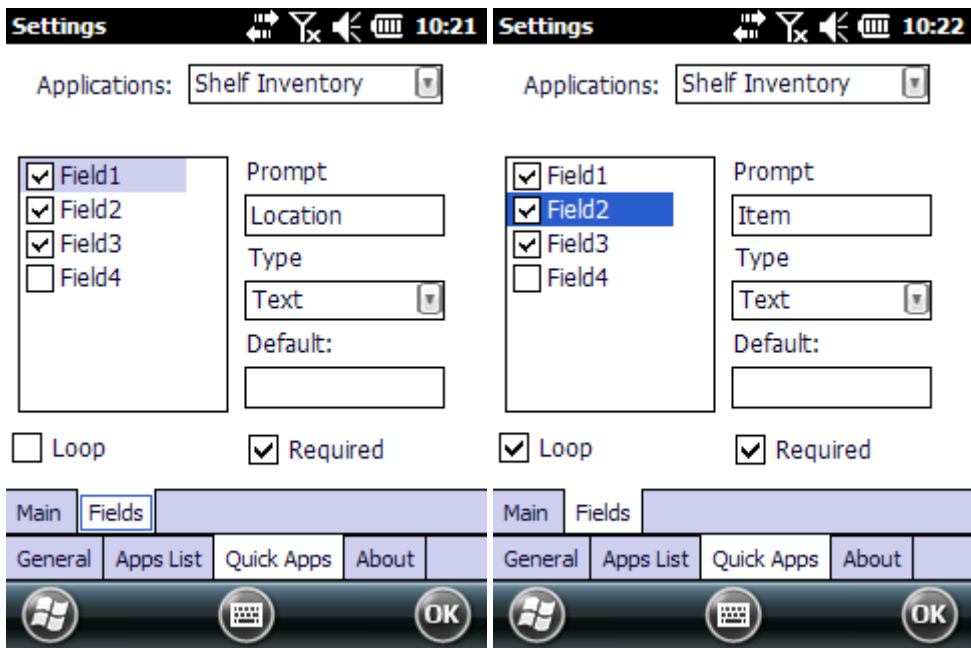 Settings 10:21
Applications: Shelf Inventory
Field1
Field2
Field3
Field4
Prompt
Location
Type
Text
Default:
Loop
Required
Main Fields
General Apps List Quick Apps About
OK
Settings 10:22
Applications: Shelf Inventory
Field1
Field2
Field3
Field4
Prompt
Item
Type
Text
Default:
Loop
Required
Main Fields
General Apps List Quick Apps About
OK